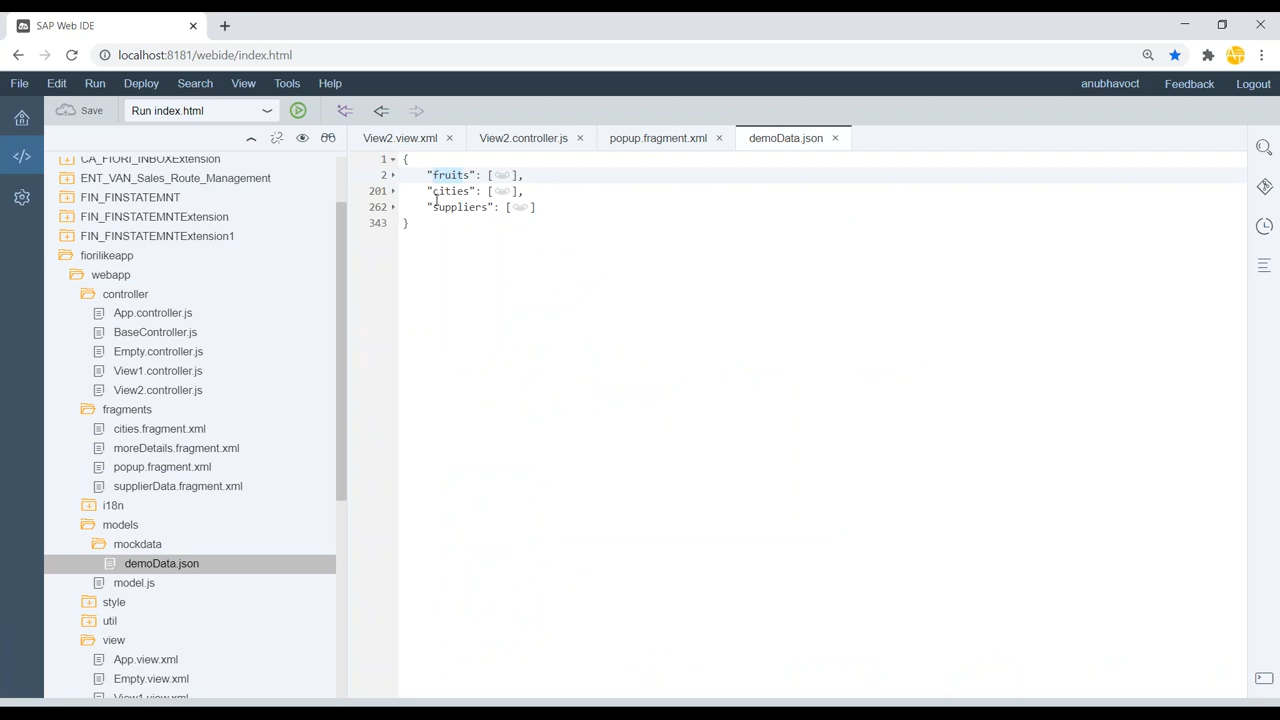 SAP Web IDE
localhost:8181/webide/index.html
File Edit Run Deploy Search View Tools Help anubhavoct Feedback Logout
Save Run index.html
View2.view.xml View2.controller.js popup.fragment.xml demoData.json
CA_FIORI_INBOXExtension
ENT_VAN_Sales_Route_Management
FIN_FINSTATEMNT
FIN_FINSTATEMNTExtension
FIN_FINSTATEMNTExtension1
fiorilikeapp
webapp
controller
App.controller.js
BaseController.js
Empty.controller.js
View1.controller.js
View2.controller.js
fragments
cities.fragment.xml
moreDetails.fragment.xml
popup.fragment.xml
supplierData.fragment.xml
i18n
models
mockdata
demoData.json
model.js
style
util
view
App.view.xml
Empty.view.xml
View1.view.xml
1 {
2 "fruits": [ ],
201 "cities": [ ],
262 "suppliers": [ ]
343 }